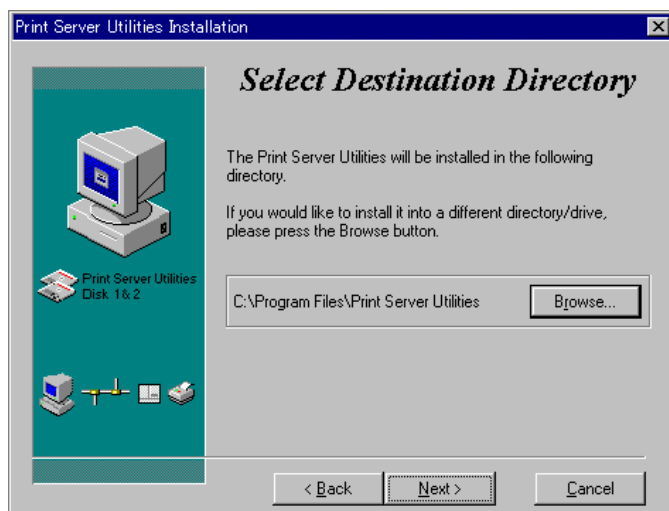 Print Server Utilities Installation
Select Destination Directory
The Print Server Utilities will be installed in the following
directory.
If you would like to install it into a different directory/drive,
please press the Browse button.
Print Server Utilities
Disk 1 & 2
C:\Program Files\Print Server Utilities
Browse...
< Back
Next >
Cancel